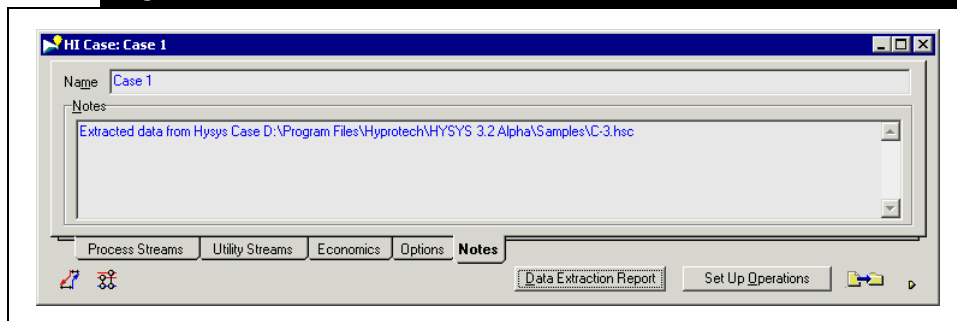 HI Case: Case 1
Name Case 1
Notes
Extracted data from Hysys Case D:\Program Files\Hyprotech\HYSYS 3.2 Alpha\Samples\C-3.hsc
Process Streams Utility Streams Economics Options Notes
Data Extraction Report Set Up Operations